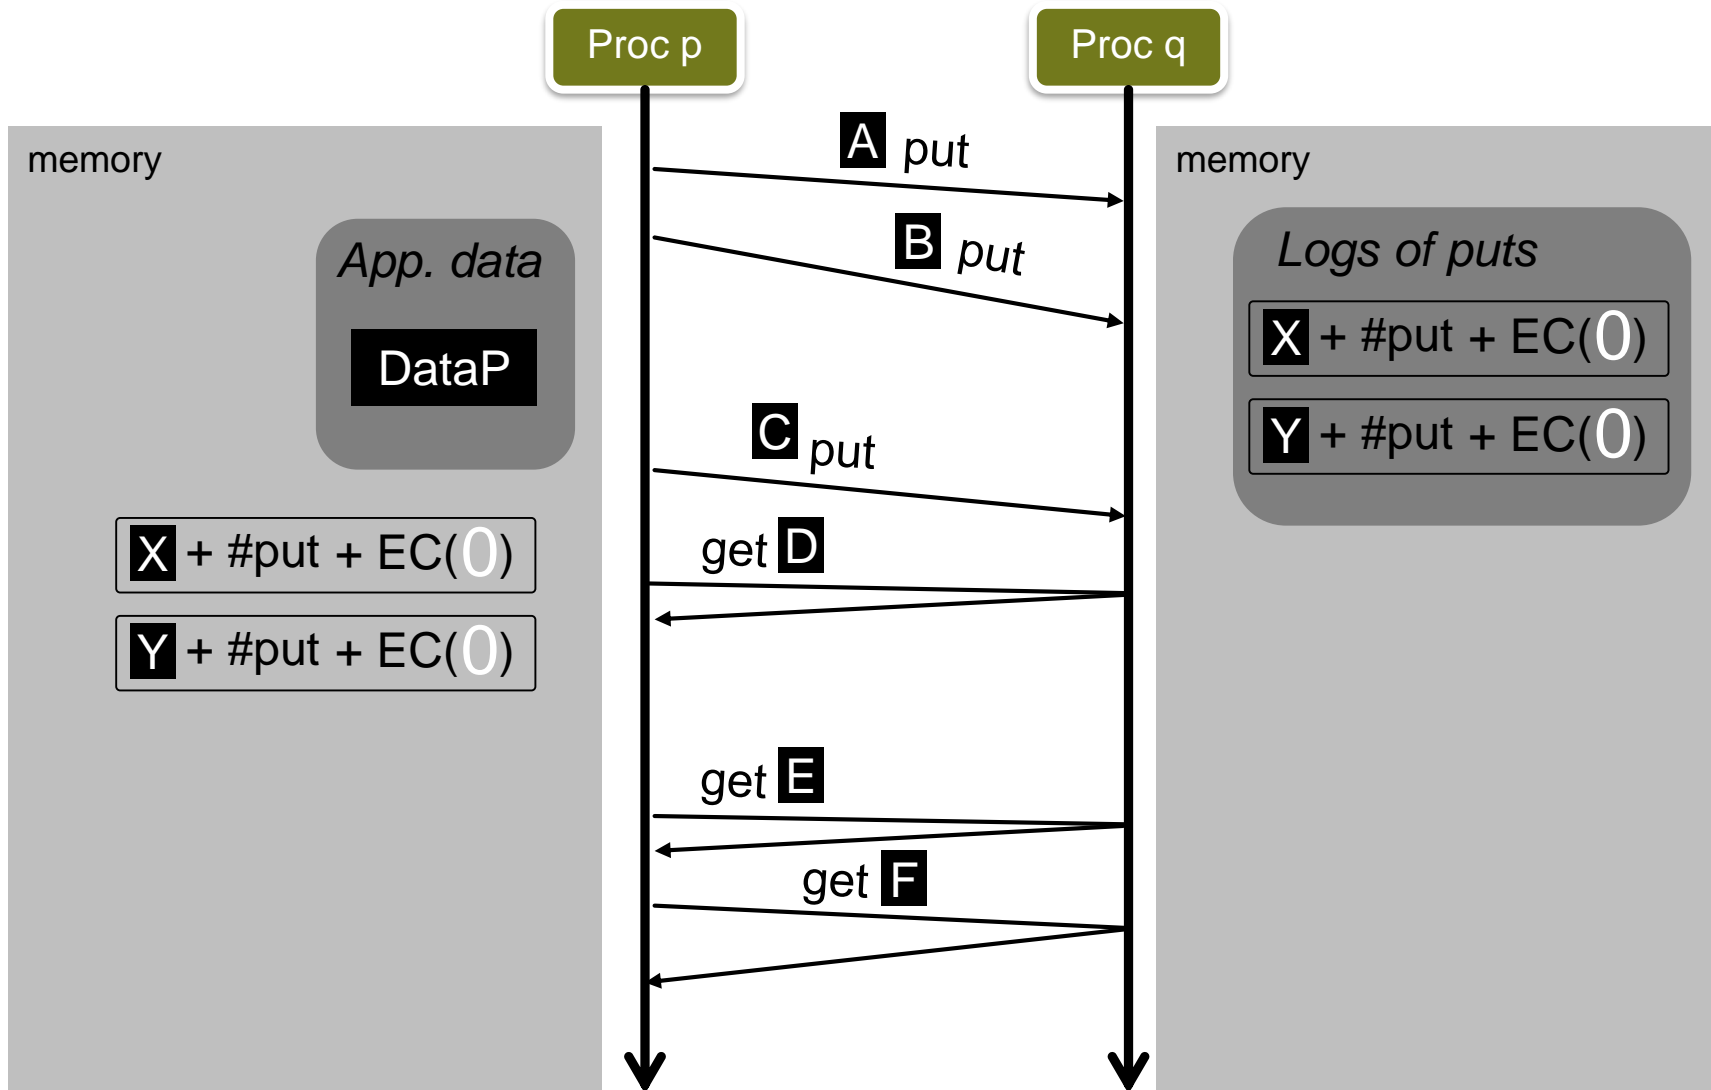 Proc p
Proc q
memory
App. data
DataP
X + #put + EC(0)
Y + #put + EC(0)
A put
B put
C put
get D
get E
get F
memory
Logs of puts
X + #put + EC(0)
Y + #put + EC(0)